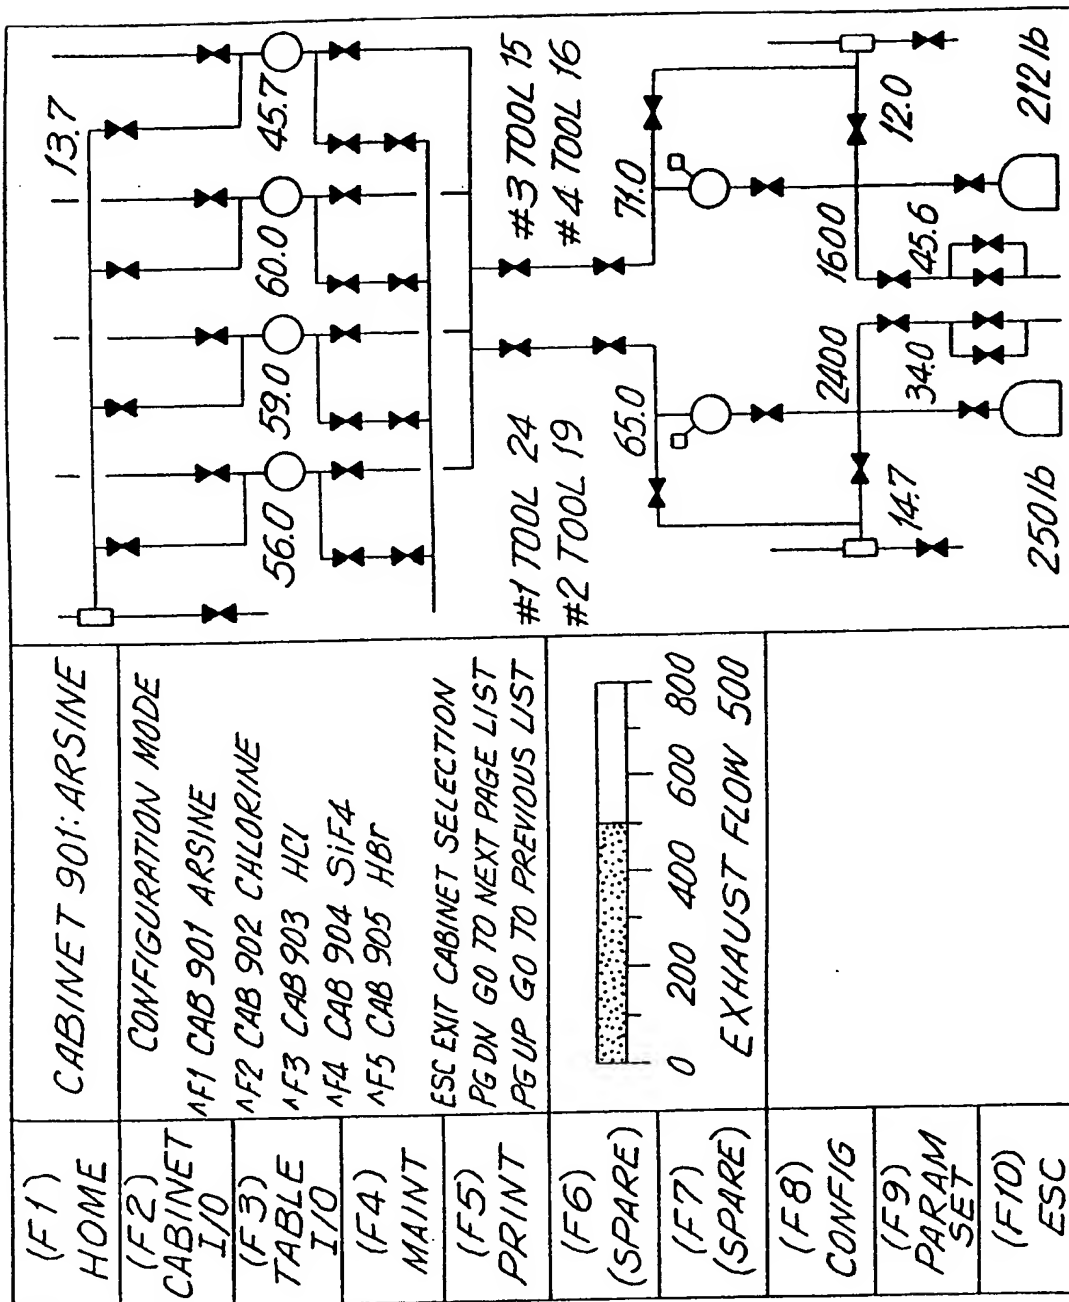 (F1)
HOME
(F2)
CABINET
I/O
(F3)
TABLE
I/O
(F4)
MAINT
(F5)
PRINT
(F6)
(SPARE)
(F7)
(SPARE)
(F8)
CONFIG
(F9)
PARAM
SET
(F10)
ESC
CABINET 901: ARSINE
CONFIGURATION MODE
^F1 CAB 901 ARSINE
^F2 CAB 902 CHLORINE
^F3 CAB 903 HCl
^F4 CAB 904 SiF4
^F5 CAB 905 HBr
ESC EXIT CABINET SELECTION
PG DN GO TO NEXT PAGE LIST
PG UP GO TO PREVIOUS LIST
0 200 400 600 800
EXHAUST FLOW 500
13.7
56.0 59.0 60.0 45.7
#1 TOOL 24
#2 TOOL 19
#3 TOOL 15
#4 TOOL 16
65.0 71.0
2400 1600
14.7 34.0 45.6 12.0
250 lb 212 lb